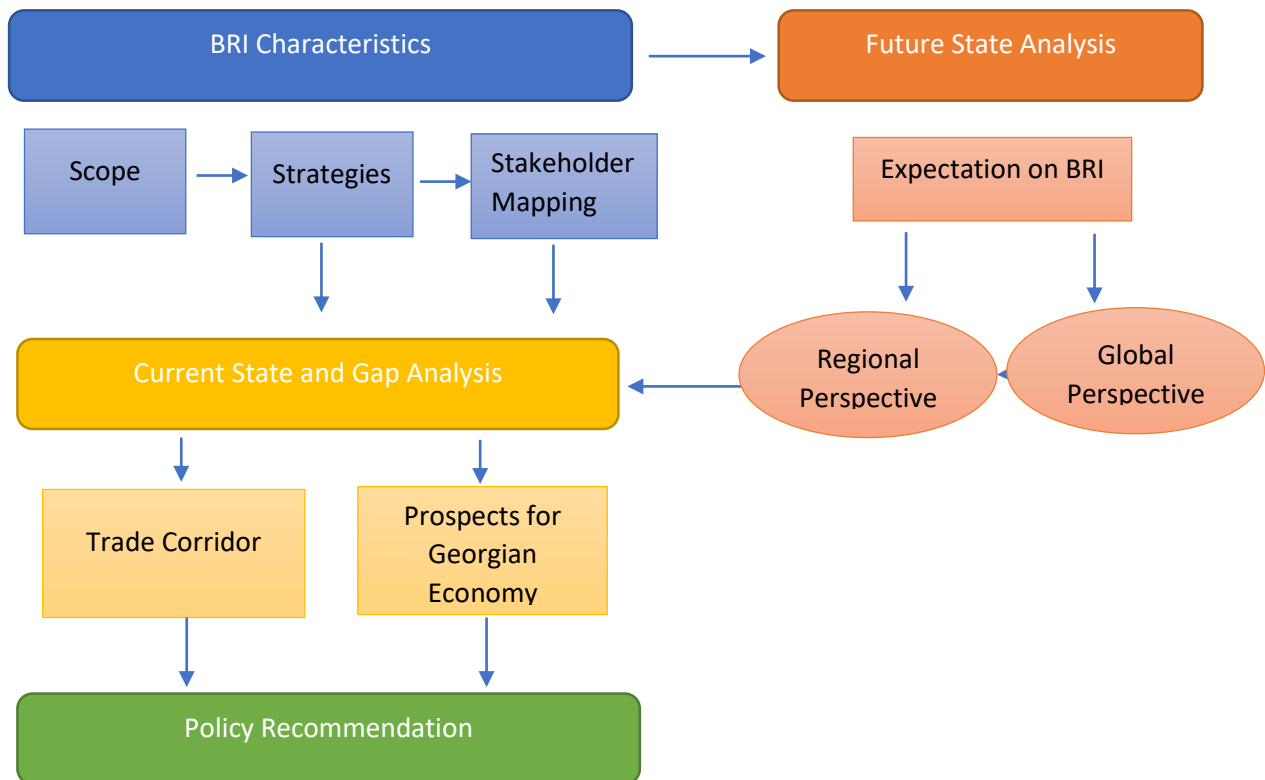 BRI Characteristics
Future State Analysis
Scope
Strategies
Stakeholder
Mapping
Expectation on BRI
Current State and Gap Analysis
Regional
Perspective
Global
Perspective
Trade Corridor
Prospects for
Georgian
Economy
Policy Recommendation